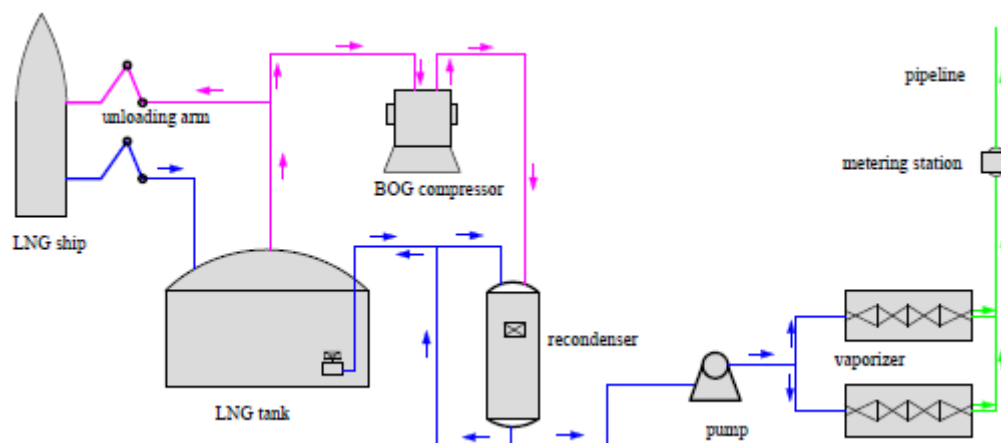 pipeline
unloading arm
metering station
BOG compressor
LNG ship
recondenser
vaporizer
LNG tank
pump